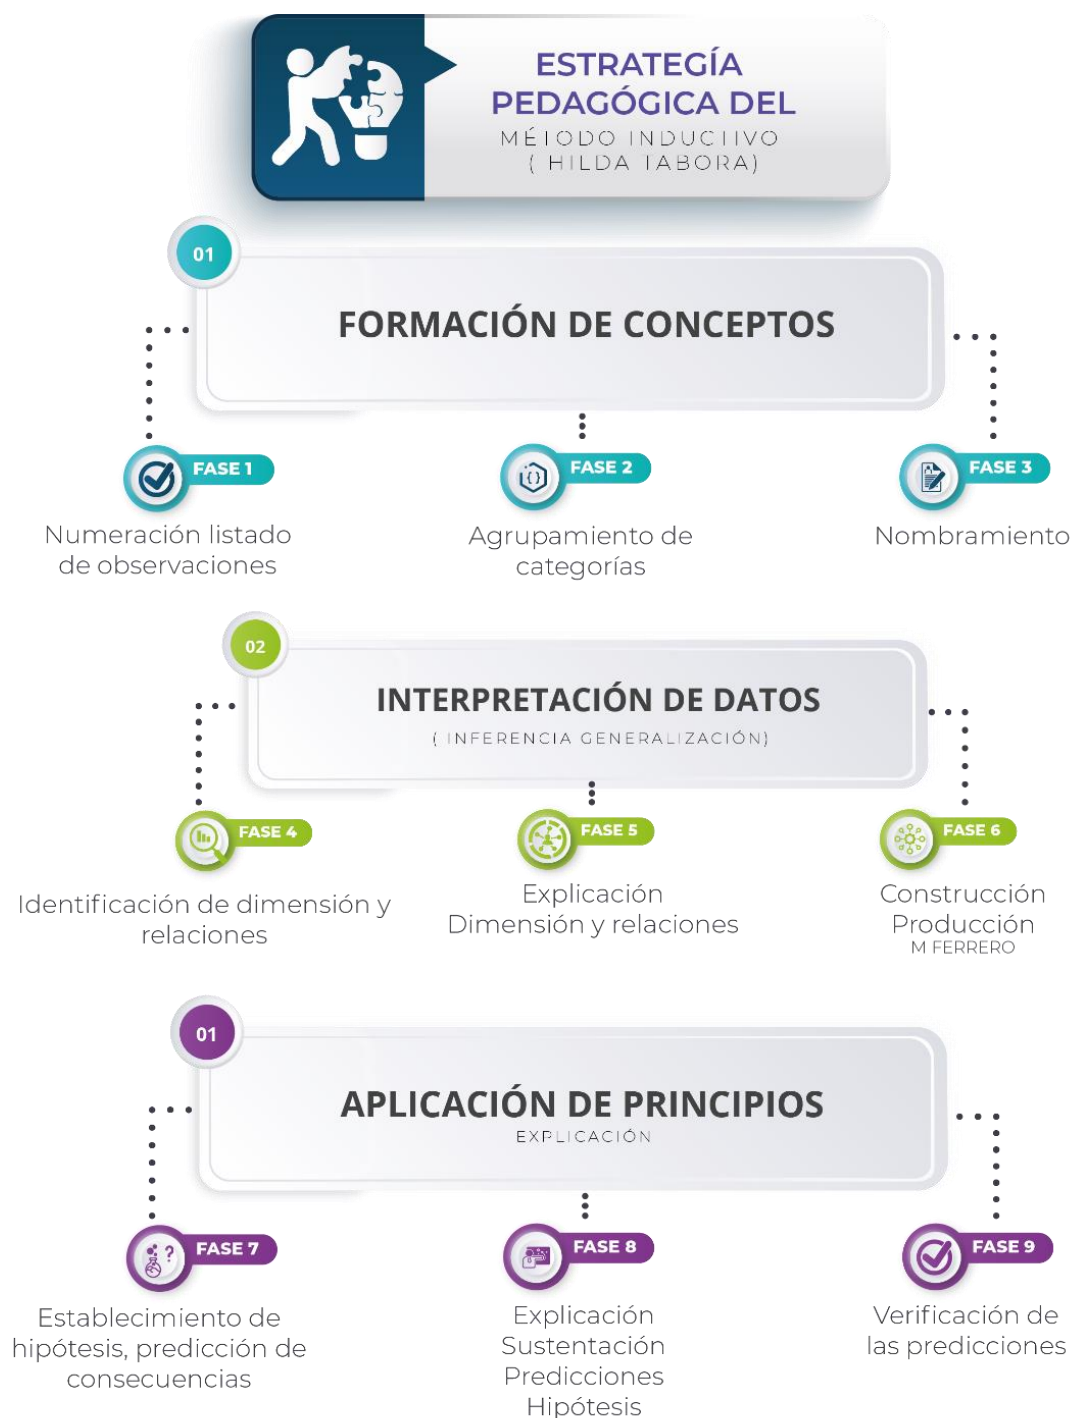 ESTRATEGÍA
PEDAGÓGICA DEL
MÉTODO INDUCTIVO
( HILDA TABORA)
01
FORMACIÓN DE CONCEPTOS
FASE 1
FASE 2
FASE 3
Numeración listado
de observaciones
Agrupamiento de
categorías
Nombramiento
02
INTERPRETACIÓN DE DATOS
( INFERENCIA GENERALIZACIÓN)
FASE 4
FASE 5
FASE 6
Identificación de dimensión y
relaciones
Explicación
Dimensión y relaciones
Construcción
Producción
M FERRERO
01
APLICACIÓN DE PRINCIPIOS
EXPLICACIÓN
FASE 7
FASE 8
FASE 9
Establecimiento de
hipótesis, predicción de
consecuencias
Explicación
Sustentación
Predicciones
Hipótesis
Verificación de
las predicciones